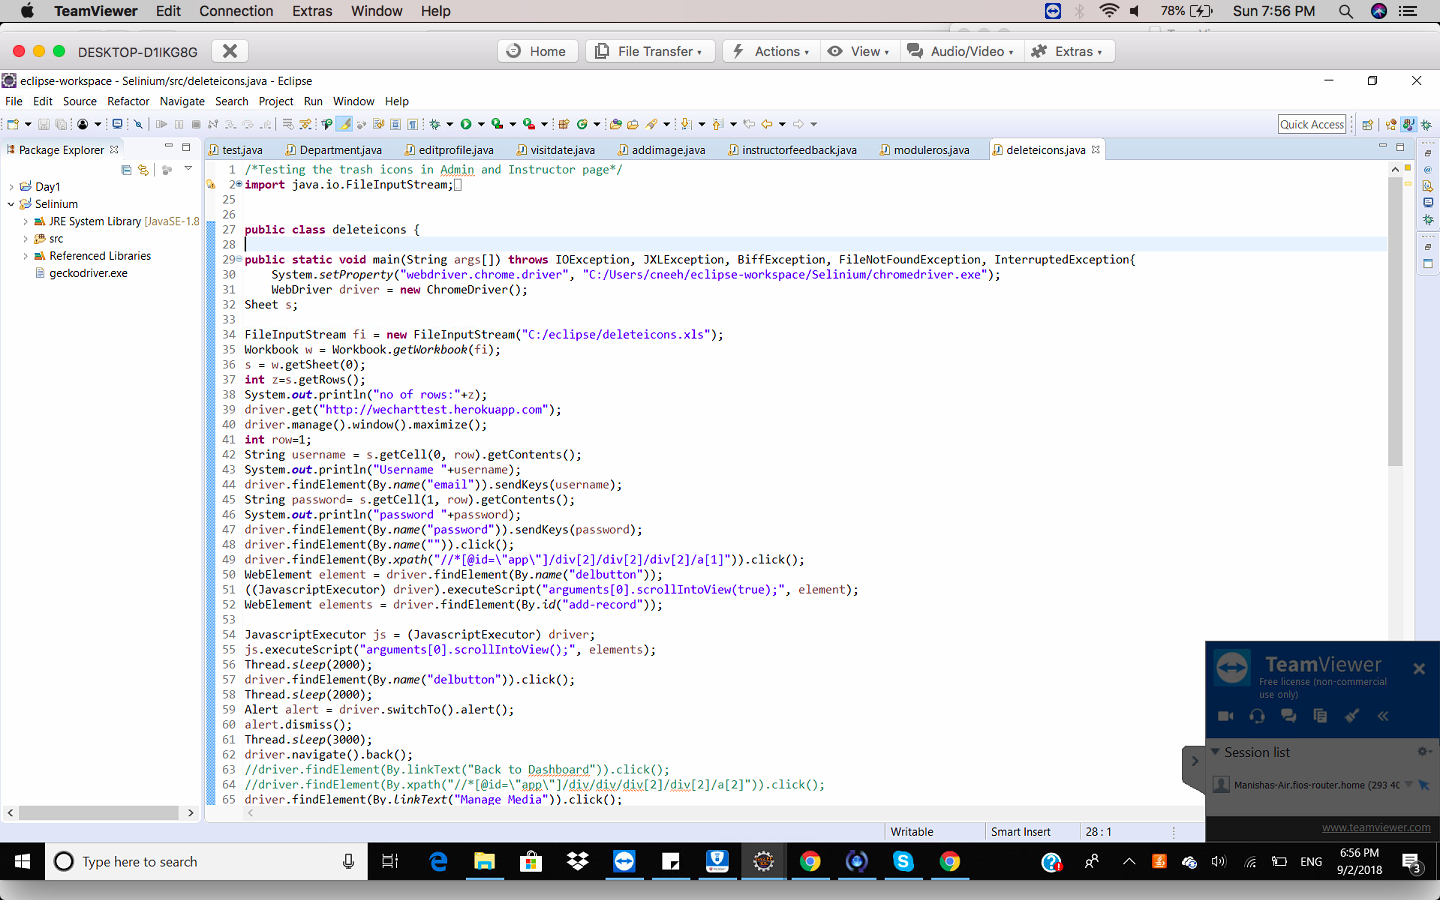 TeamViewer Edit Connection Extras Window Help 78% Sun 7:56 PM
DESKTOP-D1IKG8G Home File Transfer Actions View Audio/Video Extras
eclipse-workspace - Selinium/src/deleteicons.java - Eclipse
File Edit Source Refactor Navigate Search Project Run Window Help
Quick Access
Package Explorer
test.java Department.java editprofile.java visitdate.java addimage.java instructorfeedback.java moduleros.java deleteicons.java
Day1
Selinium
JRE System Library [JavaSE-1.8
src
Referenced Libraries
geckodriver.exe
1 /*Testing the trash icons in Admin and Instructor page*/
2 import java.io.FileInputStream;
25
26
27 public class deleteicons {
28
29 public static void main(String args[]) throws IOException, JXLException, BiffException, FileNotFoundException, InterruptedException{
30 System.setProperty("webdriver.chrome.driver", "C:/Users/cneeh/eclipse-workspace/Selinium/chromedriver.exe");
31 WebDriver driver = new ChromeDriver();
32 Sheet s;
33
34 FileInputStream fi = new FileInputStream("C:/eclipse/deleteicons.xls");
35 Workbook w = Workbook.getWorkbook(fi);
36 s = w.getSheet(0);
37 int z=s.getRows();
38 System.out.println("no of rows:"+z);
39 driver.get("http://wecharttest.herokuapp.com");
40 driver.manage().window().maximize();
41 int row=1;
42 String username = s.getCell(0, row).getContents();
43 System.out.println("Username "+username);
44 driver.findElement(By.name("email")).sendKeys(username);
45 String password= s.getCell(1, row).getContents();
46 System.out.println("password "+password);
47 driver.findElement(By.name("password")).sendKeys(password);
48 driver.findElement(By.name("")).click();
49 driver.findElement(By.xpath("//*[@id=\"app\"]/div[2]/div[2]/div[2]/a[1]")).click();
50 WebElement element = driver.findElement(By.name("delbutton"));
51 ((JavascriptExecutor) driver).executeScript("arguments[0].scrollIntoView(true);", element);
52 WebElement elements = driver.findElement(By.id("add-record"));
53
54 JavascriptExecutor js = (JavascriptExecutor) driver;
55 js.executeScript("arguments[0].scrollIntoView();", elements);
56 Thread.sleep(2000);
57 driver.findElement(By.name("delbutton")).click();
58 Thread.sleep(2000);
59 Alert alert = driver.switchTo().alert();
60 alert.dismiss();
61 Thread.sleep(3000);
62 driver.navigate().back();
63 //driver.findElement(By.linkText("Back to Dashboard")).click();
64 //driver.findElement(By.xpath("//*[@id=\"app\"]/div/div/div[2]/div[2]/a[2]")).click();
65 driver.findElement(By.linkText("Manage Media")).click();
TeamViewer
Free license (non-commercial
use only)
Session list
Manishas-Air.fios-router.home (293 4
www.teamviewer.com
Writable Smart Insert 28 : 1
Type here to search
ENG
6:56 PM
9/2/2018
3